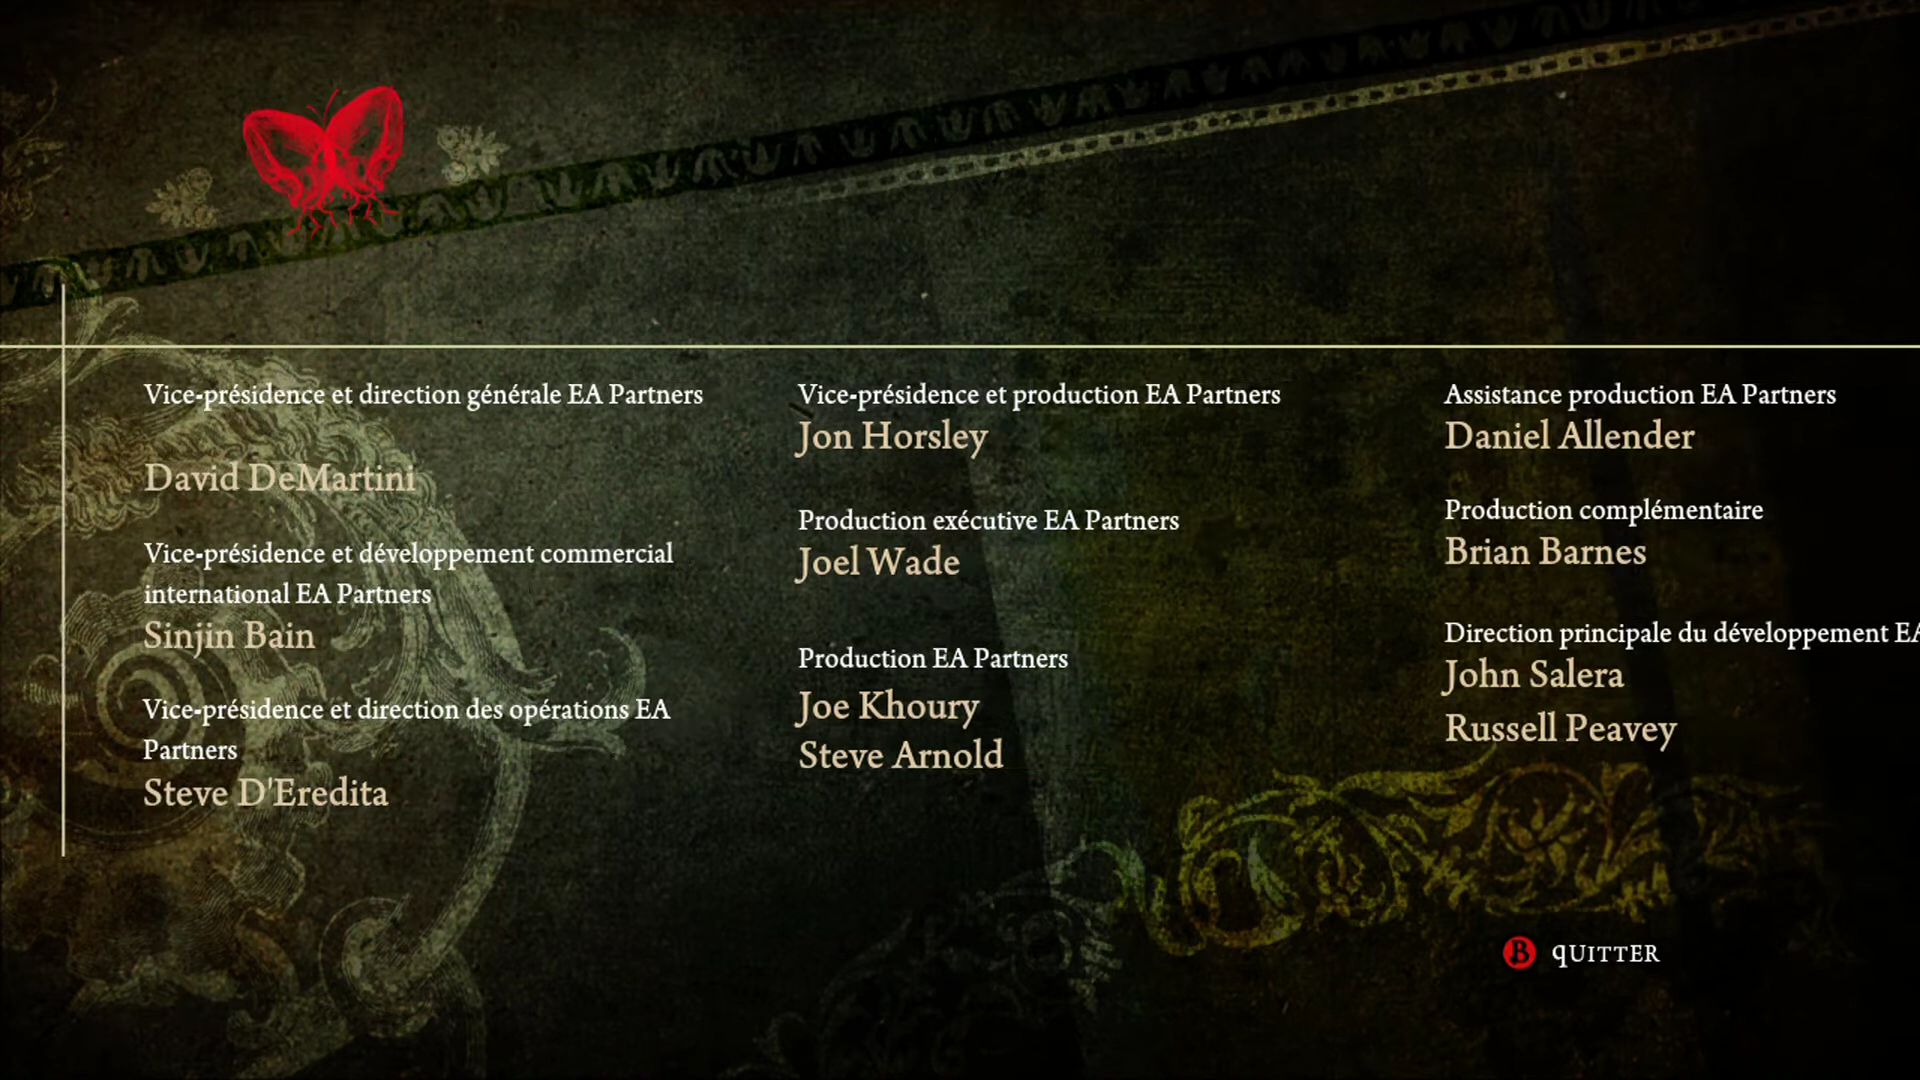 Vice-présidence et direction générale EA Partners
David DeMartini
Vice-présidence et développement commercial
international EA Partners
Sinjin Bain
Vice-présidence et direction des opérations EA
Partners
Steve D'Eredita
Vice-présidence et production EA Partners
Jon Horsley
Production exécutive EA Partners
Joel Wade
Production EA Partners
Joe Khoury
Steve Arnold
Assistance production EA Partners
Daniel Allender
Production complémentaire
Brian Barnes
Direction principale du développement EA
John Salera
Russell Peavey
B QUITTER